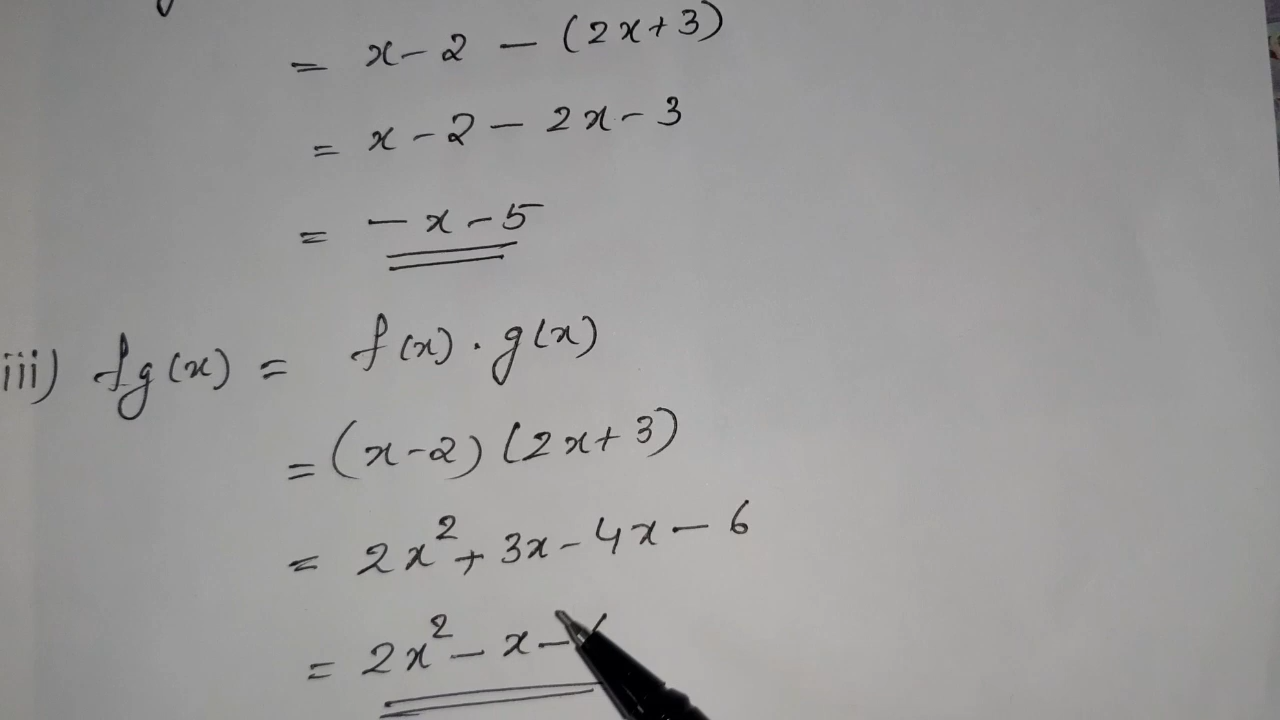 = x - 2 - (2x + 3)
= x - 2 - 2x - 3
= - x - 5
iii) fg(x) = f(x) · g(x)
= (x - 2) (2x + 3)
= 2x² + 3x - 4x - 6
= 2x² - x -